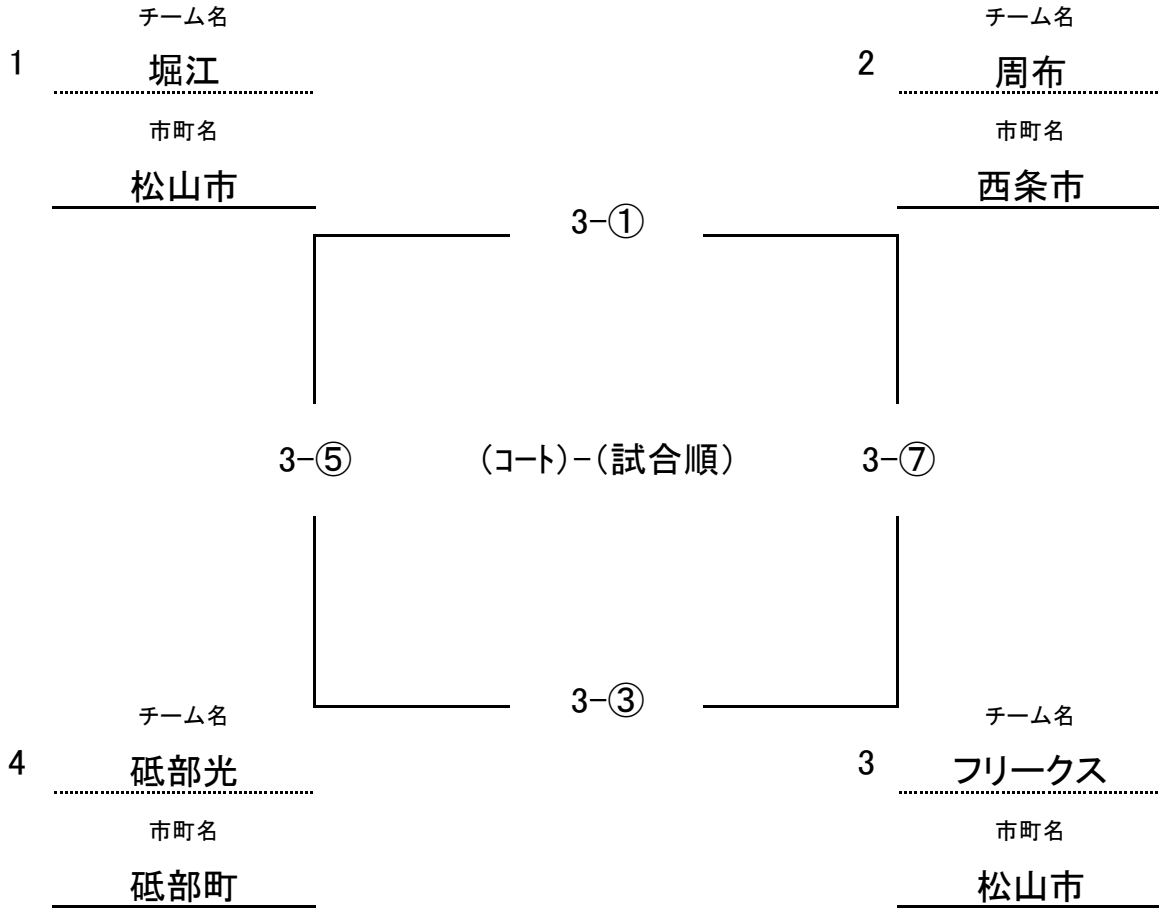 チーム名 チーム名
1 堀江 2 周布
市町名 市町名
松山市 西条市
3-①
3-⑤ (コート)-(試合順) 3-⑦
3-③
チーム名 チーム名
4 砥部光 3 フリークス
市町名 市町名
砥部町 松山市